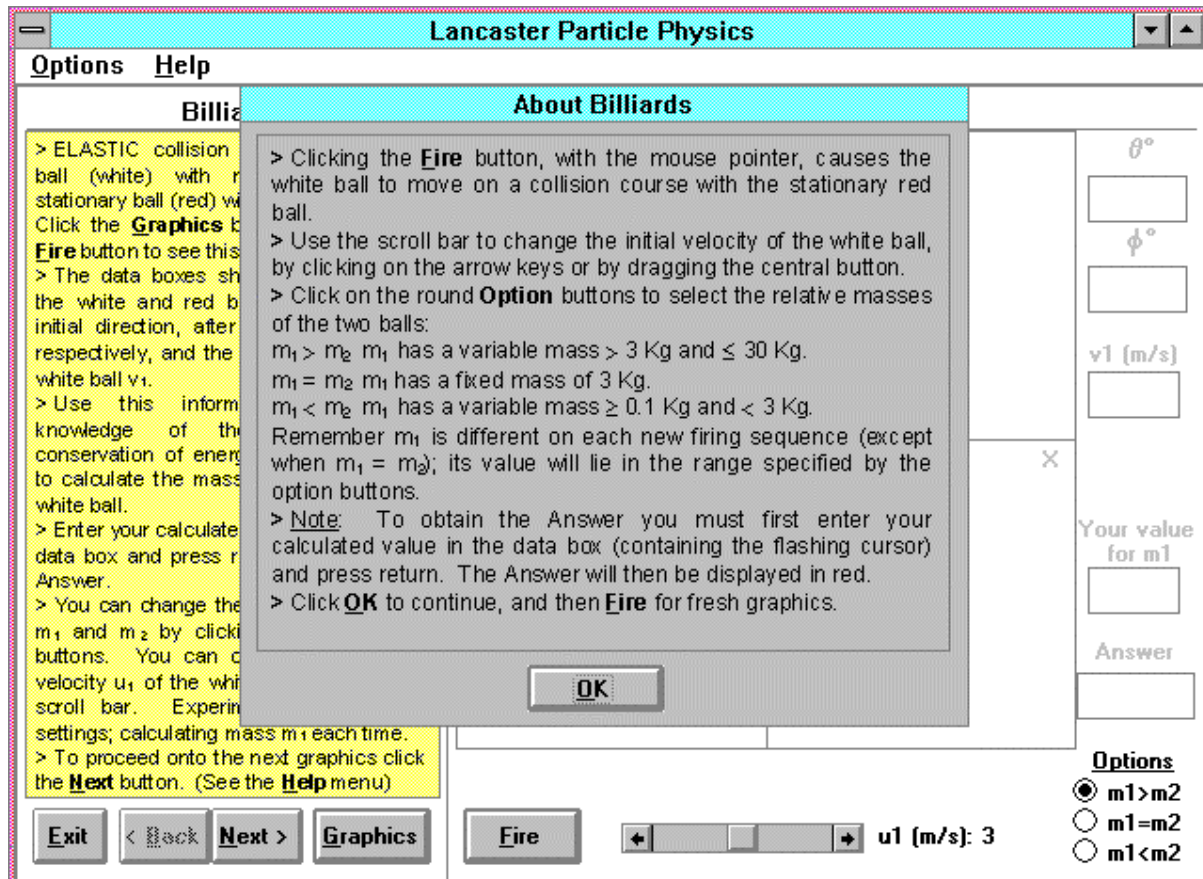 Lancaster Particle Physics
Options Help
Billia
> ELASTIC collision
ball (white) with
stationary ball (red) wi
Click the Graphics b
Fire button to see this
> The data boxes sh
the white and red b
initial direction, after
respectively, and the
white ball v₁.
> Use this inform
knowledge of the
conservation of energ
to calculate the mass
white ball.
> Enter your calculate
data box and press r
Answer.
> You can change the
m₁ and m₂ by clicki
buttons. You can c
velocity u₁ of the whi
scroll bar. Experin
settings; calculating mass m₁ each time.
> To proceed onto the next graphics click
the Next button. (See the Help menu)
About Billiards
> Clicking the Fire button, with the mouse pointer, causes the
white ball to move on a collision course with the stationary red
ball.
> Use the scroll bar to change the initial velocity of the white ball,
by clicking on the arrow keys or by dragging the central button.
> Click on the round Option buttons to select the relative masses
of the two balls:
m₁ > m₂ m₁ has a variable mass > 3 Kg and ≤ 30 Kg.
m₁ = m₂ m₁ has a fixed mass of 3 Kg.
m₁ < m₂ m₁ has a variable mass ≥ 0.1 Kg and < 3 Kg.
Remember m₁ is different on each new firing sequence (except
when m₁ = m₂); its value will lie in the range specified by the
option buttons.
> Note: To obtain the Answer you must first enter your
calculated value in the data box (containing the flashing cursor)
and press return. The Answer will then be displayed in red.
> Click OK to continue, and then Fire for fresh graphics.
OK
θ°
ϕ°
v1 (m/s)
X
Your value
for m1
Answer
Options
m1>m2
m1=m2
m1<m2
Exit < Back Next > Graphics Fire u1 (m/s): 3